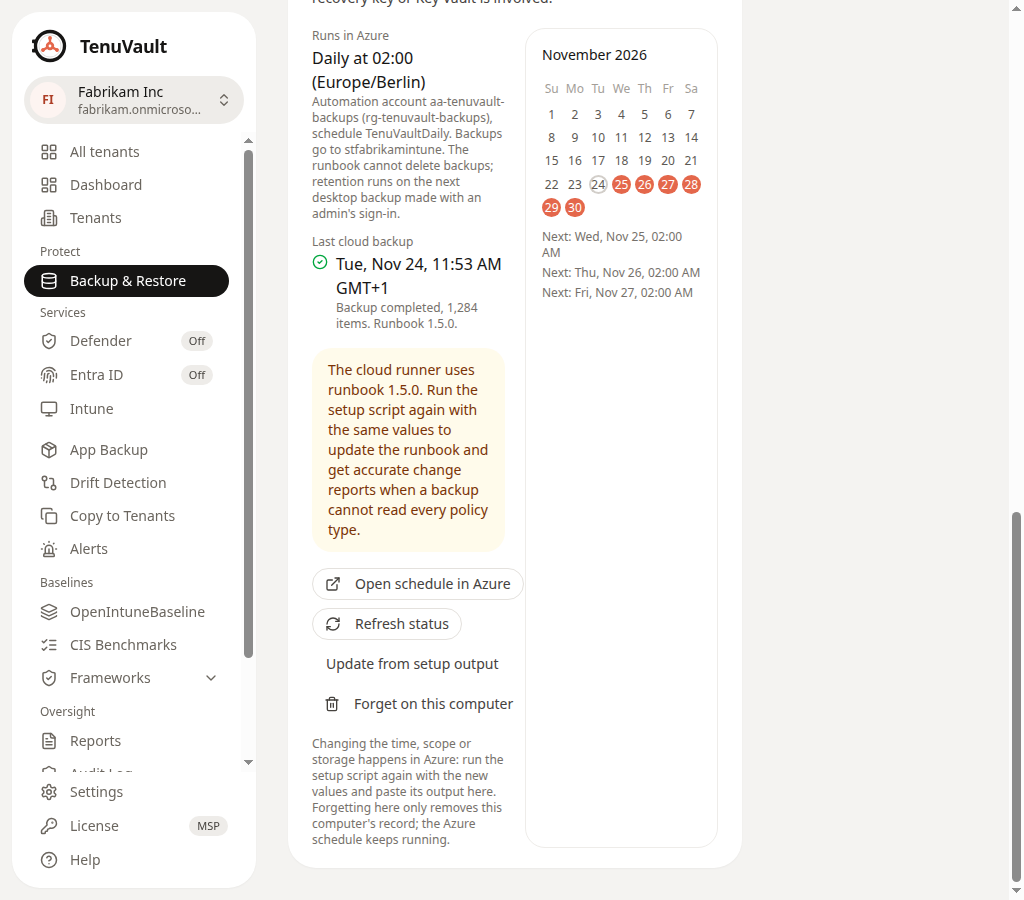 TenuVault
FI
Fabrikam Inc
fabrikam.onmicroso...
All tenants
Dashboard
Tenants
Protect
Backup & Restore
Services
Defender
Off
Entra ID
Off
Intune
App Backup
Drift Detection
Copy to Tenants
Alerts
Baselines
OpenIntuneBaseline
CIS Benchmarks
Frameworks
Oversight
Reports
Settings
License
MSP
Help
recovery key or Key Vault is involved.
Runs in Azure
Daily at 02:00
(Europe/Berlin)
Automation account aa-tenuvault-
backups (rg-tenuvault-backups),
schedule TenuVaultDaily. Backups
go to stfabrikamintune. The
runbook cannot delete backups;
retention runs on the next
desktop backup made with an
admin's sign-in.
Last cloud backup
Tue, Nov 24, 11:53 AM
GMT+1
Backup completed, 1,284
items. Runbook 1.5.0.
The cloud runner uses
runbook 1.5.0. Run the
setup script again with
the same values to
update the runbook and
get accurate change
reports when a backup
cannot read every policy
type.
Open schedule in Azure
Refresh status
Update from setup output
Forget on this computer
Changing the time, scope or
storage happens in Azure: run the
setup script again with the new
values and paste its output here.
Forgetting here only removes this
computer's record; the Azure
schedule keeps running.
November 2026
Su Mo Tu We Th Fr Sa
1 2 3 4 5 6 7
8 9 10 11 12 13 14
15 16 17 18 19 20 21
22 23 24 25 26 27 28
29 30
Next: Wed, Nov 25, 02:00
AM
Next: Thu, Nov 26, 02:00 AM
Next: Fri, Nov 27, 02:00 AM